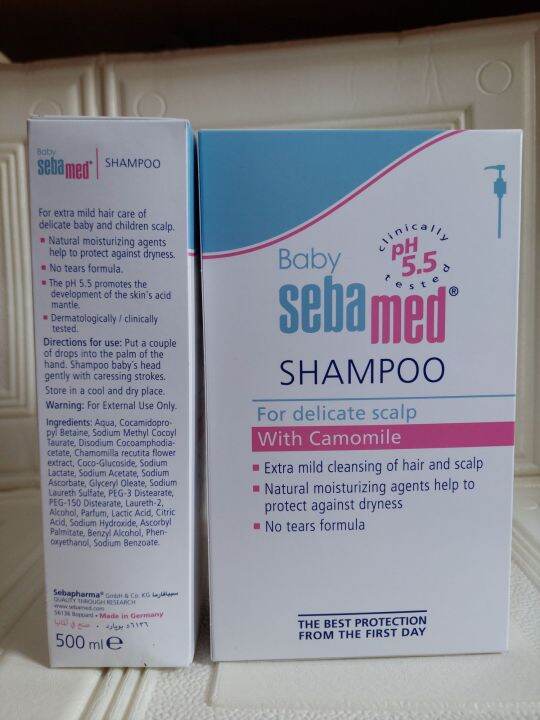 Baby
sebamed®
SHAMPOO
For extra mild hair care of
delicate baby and children scalp.
Natural moisturizing agents
help to protect against dryness.
No tears formula.
The pH 5.5 promotes the
development of the skin's acid
mantle.
Dermatologically / clinically
tested.
Directions for use: Put a couple
of drops into the palm of the
hand. Shampoo baby's head
gently with caressing strokes.
Store in a cool and dry place.
Warning: For External Use Only.
Ingredients: Aqua, Cocamidopro-
pyl Betaine, Sodium Methyl Cocoyl
Taurate, Disodium Cocoamphodia-
cetate, Chamomilla recutita flower
extract, Coco-Glucoside, Sodium
Lactate, Sodium Acetate, Sodium
Ascorbate, Glyceryl Oleate, Sodium
Laureth Sulfate, PEG-3 Distearate,
PEG-150 Distearate, Laureth-2,
Alcohol, Parfum, Lactic Acid, Citric
Acid, Sodium Hydroxide, Ascorbyl
Palmitate, Benzyl Alcohol, Phen-
oxyethanol, Sodium Benzoate.
Sebapharma® GmbH & Co. KG سيبافارما
QUALITY THROUGH RESEARCH
www.sebamed.com
56136 Boppard • Made in Germany
٥٦١٣٦ بوبارد • صنع في ألمانيا
500 ml e
clinically
pH
5.5
tested
Baby
sebamed®
SHAMPOO
For delicate scalp
With Camomile
Extra mild cleansing of hair and scalp
Natural moisturizing agents help to
protect against dryness
No tears formula
THE BEST PROTECTION
FROM THE FIRST DAY